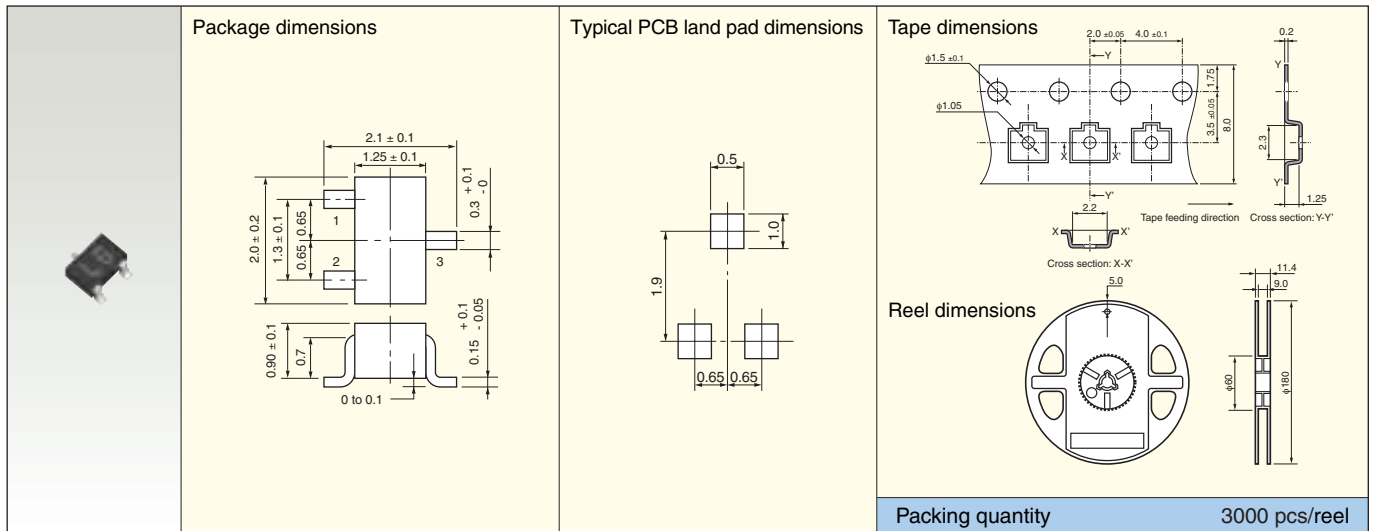 Package dimensions
2.1 ± 0.1
1.25 ± 0.1
2.0 ± 0.2
1.3 ± 0.1
0.65
0.65
1
2
3
0.3 + 0.1 - 0
0.90 ± 0.1
0.7
0 to 0.1
0.15 + 0.1 - 0.05
Typical PCB land pad dimensions
0.5
1.0
1.9
0.65 0.65
Tape dimensions
2.0 ±0.05
4.0 ±0.1
Y
φ1.5 ±0.1
φ1.05
X X'
Y'
1.75
3.5 ±0.05
8.0
0.2
Y
2.3
Y'
1.25
Tape feeding direction
Cross section: Y-Y'
2.2
X X'
Cross section: X-X'
Reel dimensions
5.0
11.4
9.0
φ60
φ180
Packing quantity 3000 pcs/reel